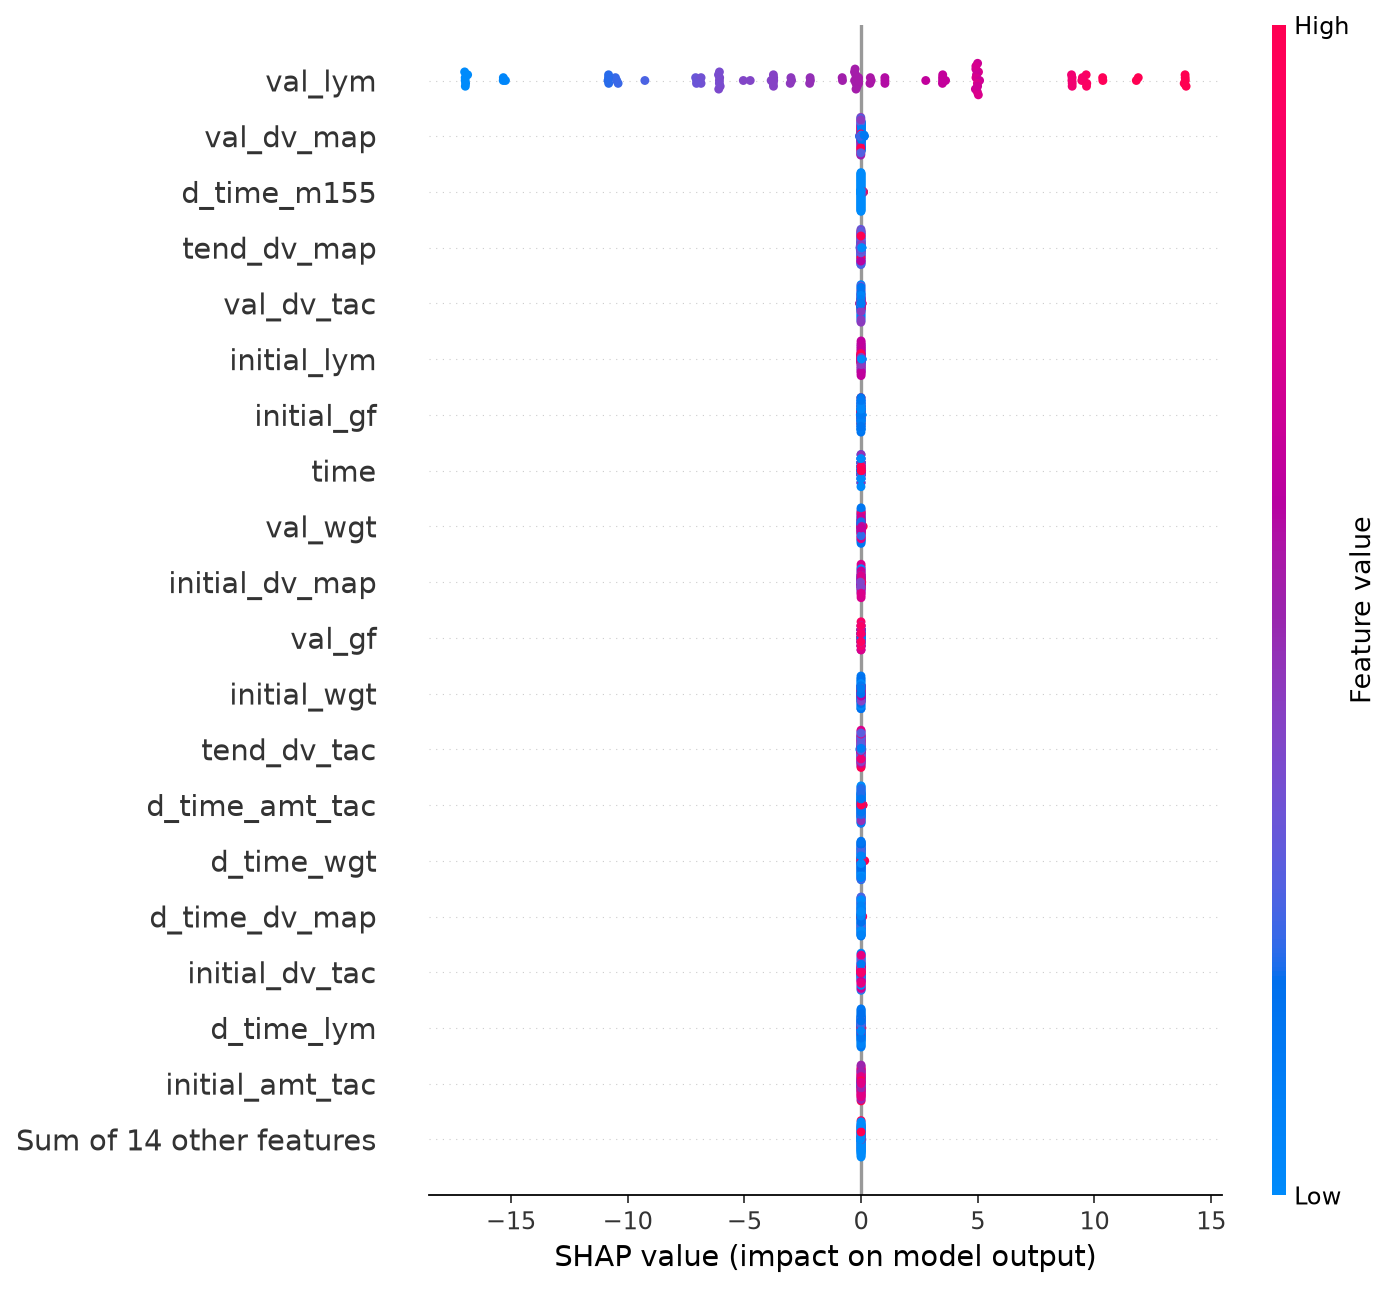 High
val_lym
val_dv_map
d_time_m155
tend_dv_map
val_dv_tac
initial_lym
initial_gf
time
val_wgt
initial_dv_map
val_gf
initial_wgt
tend_dv_tac
d_time_amt_tac
d_time_wgt
d_time_dv_map
initial_dv_tac
d_time_lym
initial_amt_tac
Sum of 14 other features
Feature value
Low
−15 −10 −5 0 5 10 15
SHAP value (impact on model output)